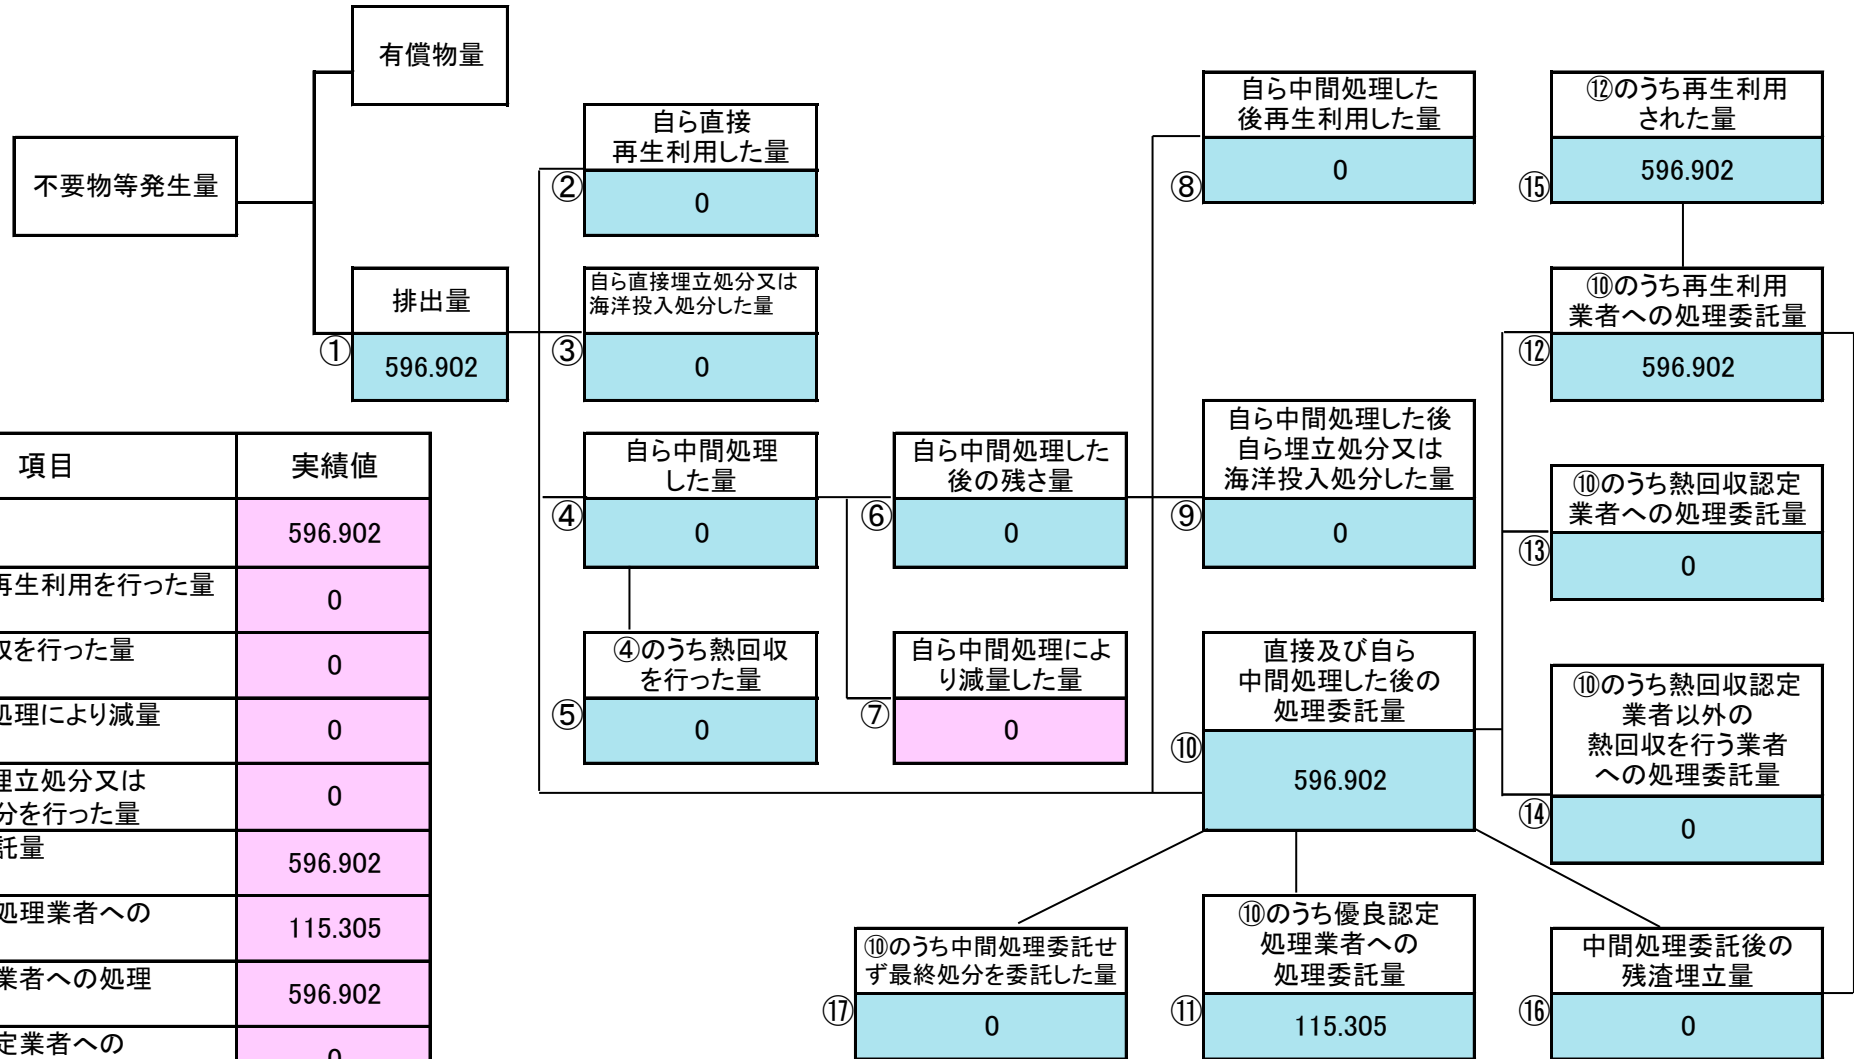 有償物量
不要物等発生量
排出量
①
596.902
自ら直接
再生利用した量
②
0
自ら直接埋立処分又は
海洋投入処分した量
③
0
自ら中間処理
した量
④
0
④のうち熱回収
を行った量
⑤
0
自ら中間処理した
後の残さ量
⑥
0
自ら中間処理によ
り減量した量
⑦
0
自ら中間処理した
後再生利用した量
⑧
0
自ら中間処理した後
自ら埋立処分又は
海洋投入処分した量
⑨
0
直接及び自ら
中間処理した後の
処理委託量
⑩
596.902
⑫のうち再生利用
された量
⑮
596.902
⑩のうち再生利用
業者への処理委託量
⑫
596.902
⑩のうち熱回収認定
業者への処理委託量
⑬
0
⑩のうち熱回収認定
業者以外の
熱回収を行う業者
への処理委託量
⑭
0
⑩のうち中間処理委託せ
ず最終処分を委託した量
⑰
0
⑩のうち優良認定
処理業者への
処理委託量
⑪
115.305
中間処理委託後の
残渣埋立量
⑯
0
項目 実績値
596.902
再生利用を行った量
0
を行った量
0
処理により減量
0
埋立処分又は
分を行った量
0
託量
596.902
処理業者への
115.305
業者への処理
596.902
定業者への
0